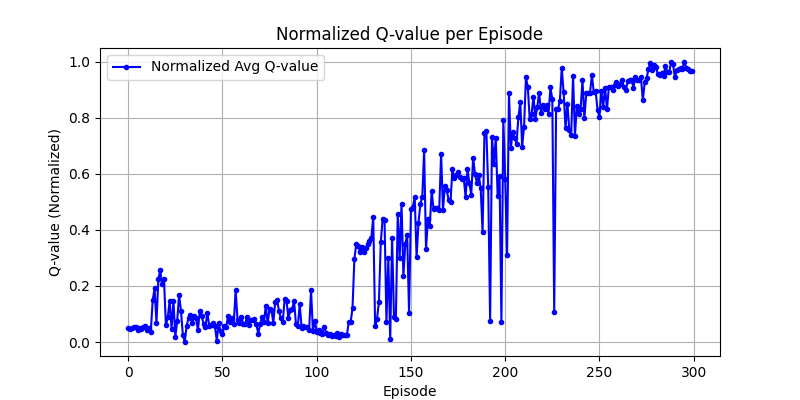 Normalized Q-value per Episode
Normalized Avg Q-value
Q-value (Normalized)
1.0
0.8
0.6
0.4
0.2
0.0
0 50 100 150 200 250 300
Episode